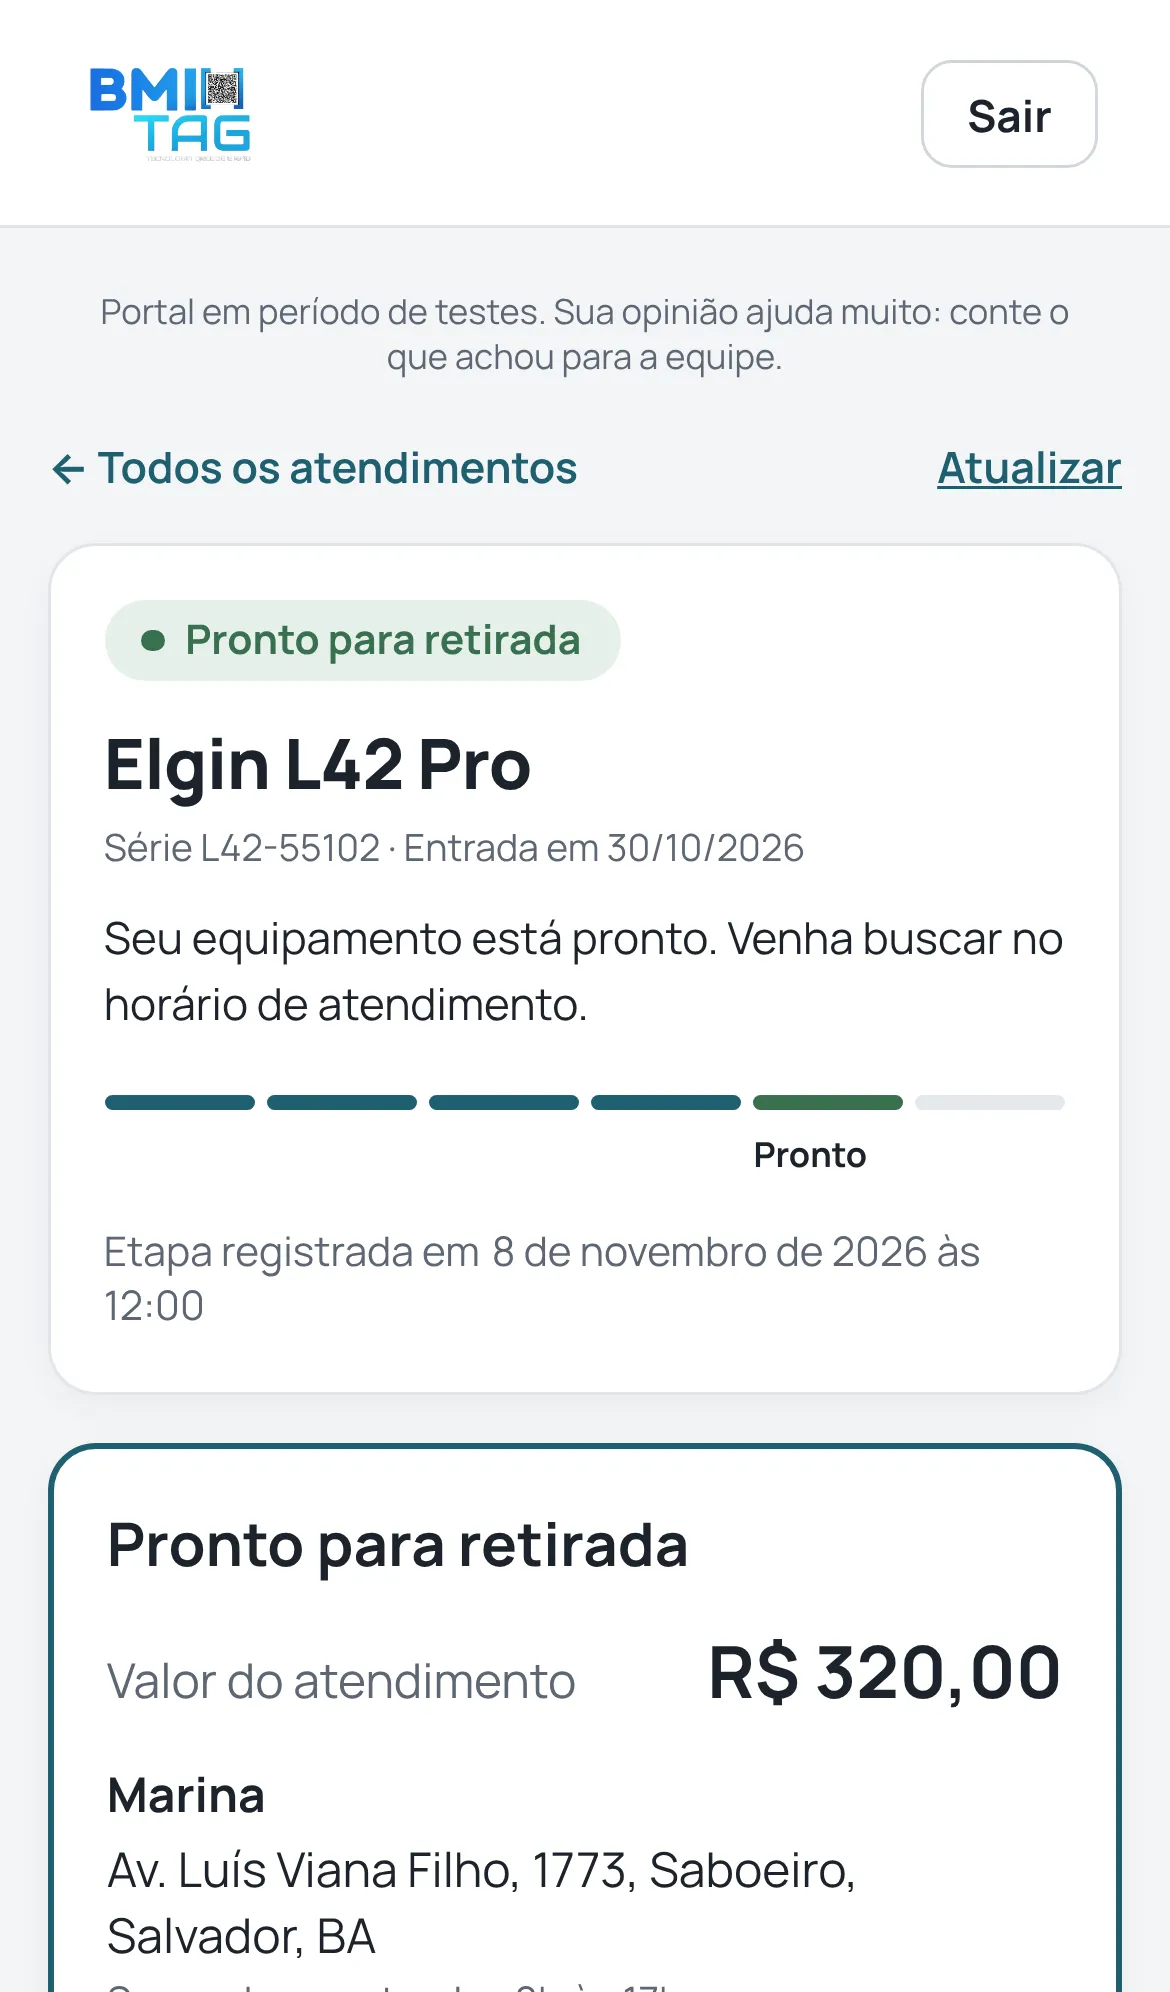 BMI
TAG
Sair
Portal em período de testes. Sua opinião ajuda muito: conte o
que achou para a equipe.
← Todos os atendimentos
Atualizar
Pronto para retirada
Elgin L42 Pro
Série L42-55102 · Entrada em 30/10/2026
Seu equipamento está pronto. Venha buscar no
horário de atendimento.
Pronto
Etapa registrada em 8 de novembro de 2026 às
12:00
Pronto para retirada
Valor do atendimento
R$ 320,00
Marina
Av. Luís Viana Filho, 1773, Saboeiro,
Salvador, BA